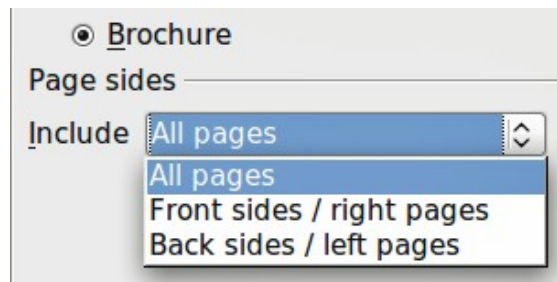 Brochure
Page sides
Include All pages
All pages
Front sides / right pages
Back sides / left pages